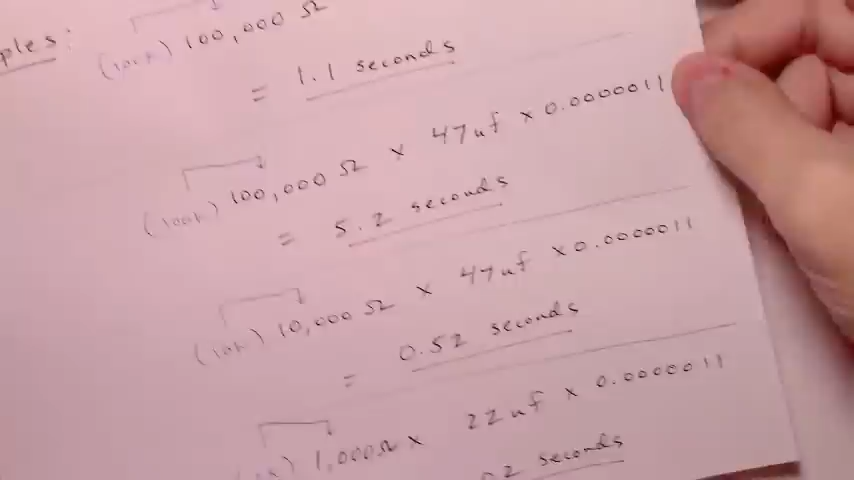 ples:
(100K) 100,000 Ω
= 1.1 seconds
(100K) 100,000 Ω x 47uf x 0.0000011
= 5.2 seconds
(10K) 10,000 Ω x 47uf x 0.0000011
= 0.52 seconds
1,000Ω x 22uf x 0.0000011
02 seconds